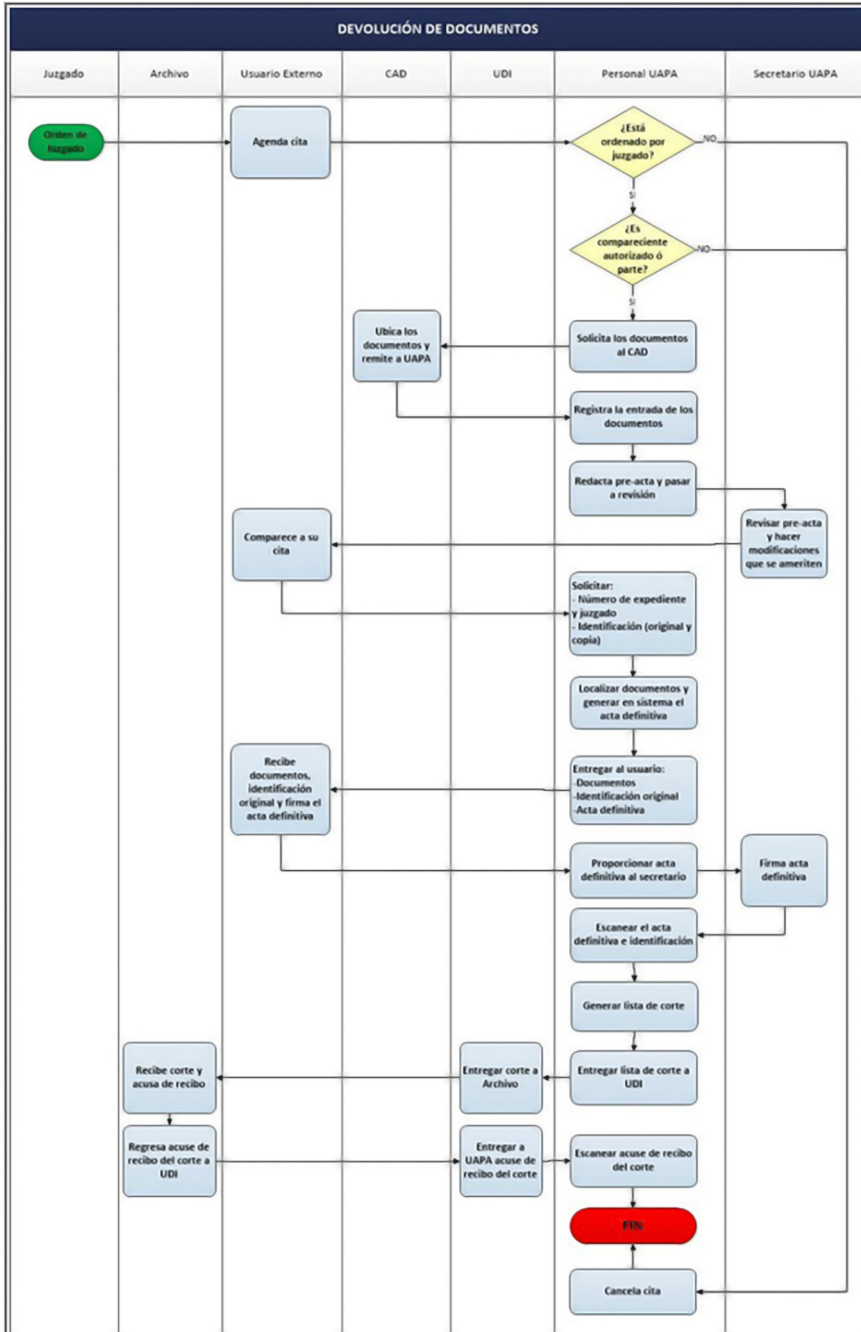 DEVOLUCIÓN DE DOCUMENTOS
Juzgado
Archivo
Usuario Externo
CAD
UDI
Personal UAPA
Secretario UAPA
Orden de
Juzgado
Agenda cita
¿Está
ordenado por
juzgado?
NO
SI
¿Es
compareciente
autorizado ó
parte?
NO
SI
Solicita los documentos
al CAD
Ubica los
documentos y
remite a UAPA
Registra la entrada de los
documentos
Redacta pre-acta y pasar
a revisión
Revisar pre-acta
y hacer
modificaciones
que se ameriten
Comparece a su
cita
Solicitar:
- Número de expediente
y juzgado
- Identificación (original y
copia)
Localizar documentos y
generar en sistema el
acta definitiva
Entregar al usuario:
-Documentos
-Identificación original
-Acta definitiva
Recibe
documentos,
identificación
original y firma el
acta definitiva
Proporcionar acta
definitiva al secretario
Firma acta
definitiva
Escanear el acta
definitiva e identificación
Generar lista de corte
Entregar lista de corte a
UDI
Entregar corte a
Archivo
Recibe corte y
acusa de recibo
Regresa acuse de
recibo del corte a
UDI
Entregar a
UAPA acuse de
recibo del corte
Escanear acuse de recibo
del corte
FIN
Cancela cita